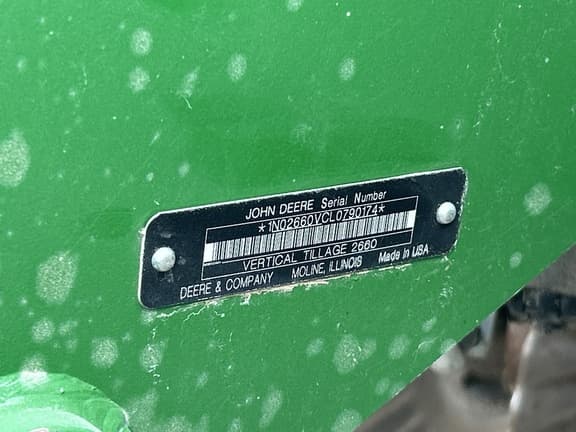 JOHN DEERE Serial Number
*1N02660VCL0790174*
VERTICAL TILLAGE 2660
DEERE & COMPANY MOLINE, ILLINOIS Made in USA